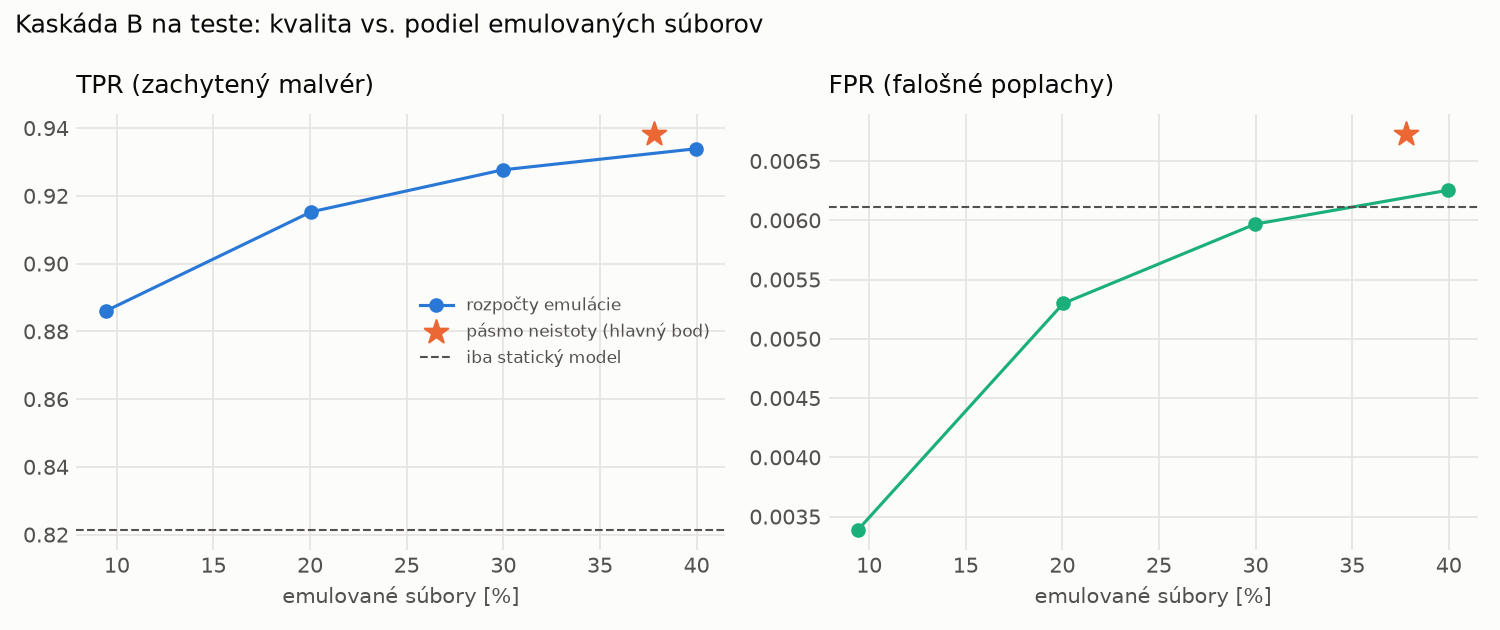 Kaskáda B na teste: kvalita vs. podiel emulovaných súborov
TPR (zachytený malvér)
0.94
0.92
0.90
0.88
0.86
0.84
0.82
rozpočty emulácie
pásmo neistoty (hlavný bod)
iba statický model
10 15 20 25 30 35 40
emulované súbory [%]
FPR (falošné poplachy)
0.0065
0.0060
0.0055
0.0050
0.0045
0.0040
0.0035
10 15 20 25 30 35 40
emulované súbory [%]